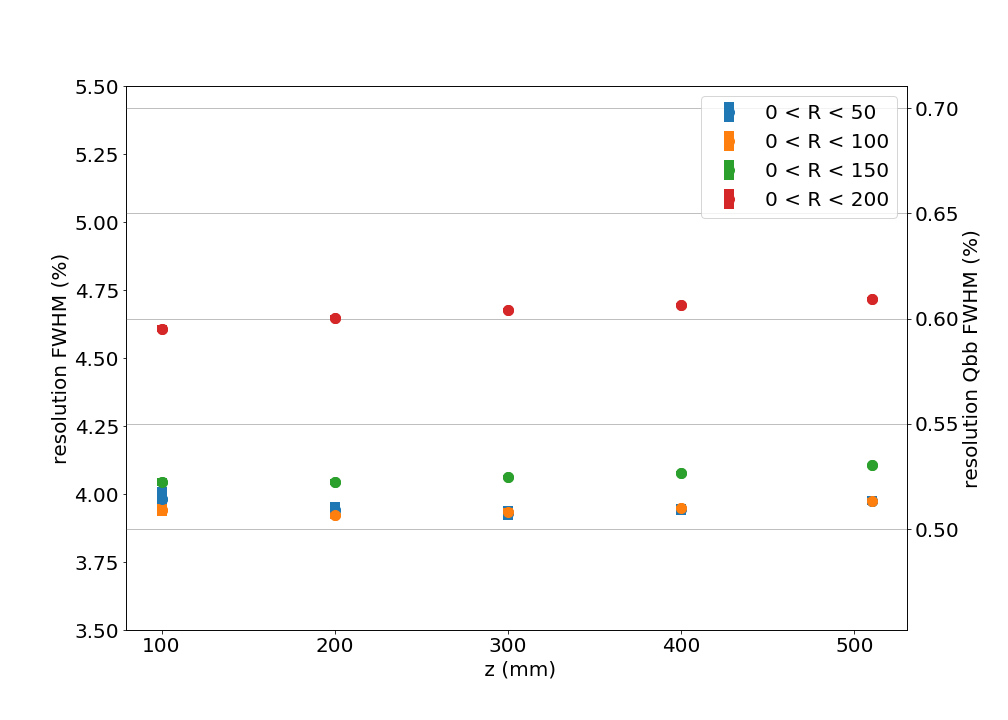 5.50
5.25
5.00
4.75
4.50
4.25
4.00
3.75
3.50
resolution FWHM (%)
0 < R < 50
0 < R < 100
0 < R < 150
0 < R < 200
0.70
0.65
0.60
0.55
0.50
resolution Qbb FWHM (%)
100 200 300 400 500
z (mm)